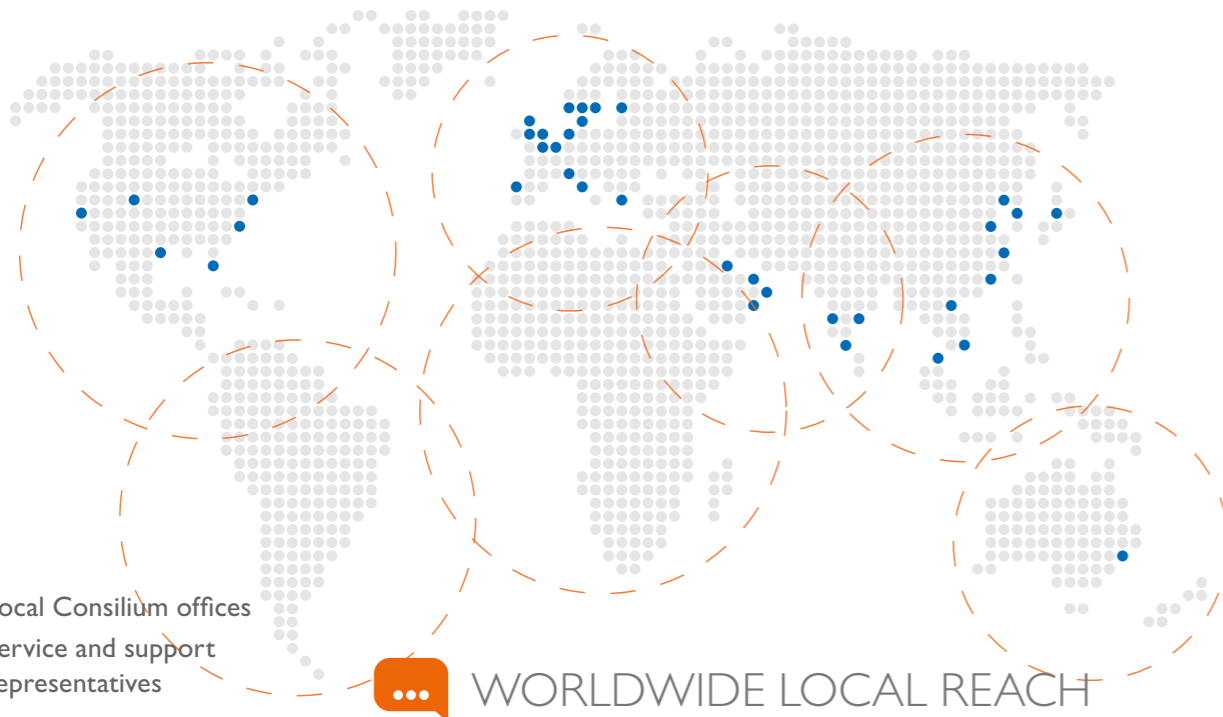 ocal Consilium offices
ervice and support
epresentatives
WORLDWIDE LOCAL REACH